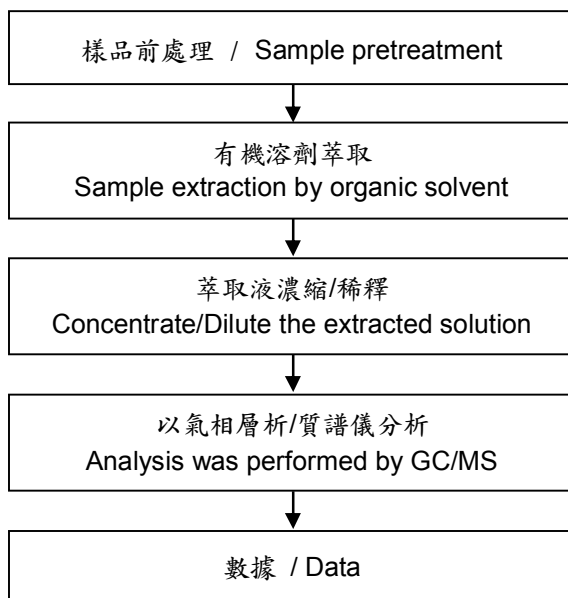 樣品前處理 / Sample pretreatment
有機溶劑萃取
Sample extraction by organic solvent
萃取液濃縮/稀釋
Concentrate/Dilute the extracted solution
以氣相層析/質譜儀分析
Analysis was performed by GC/MS
數據 / Data